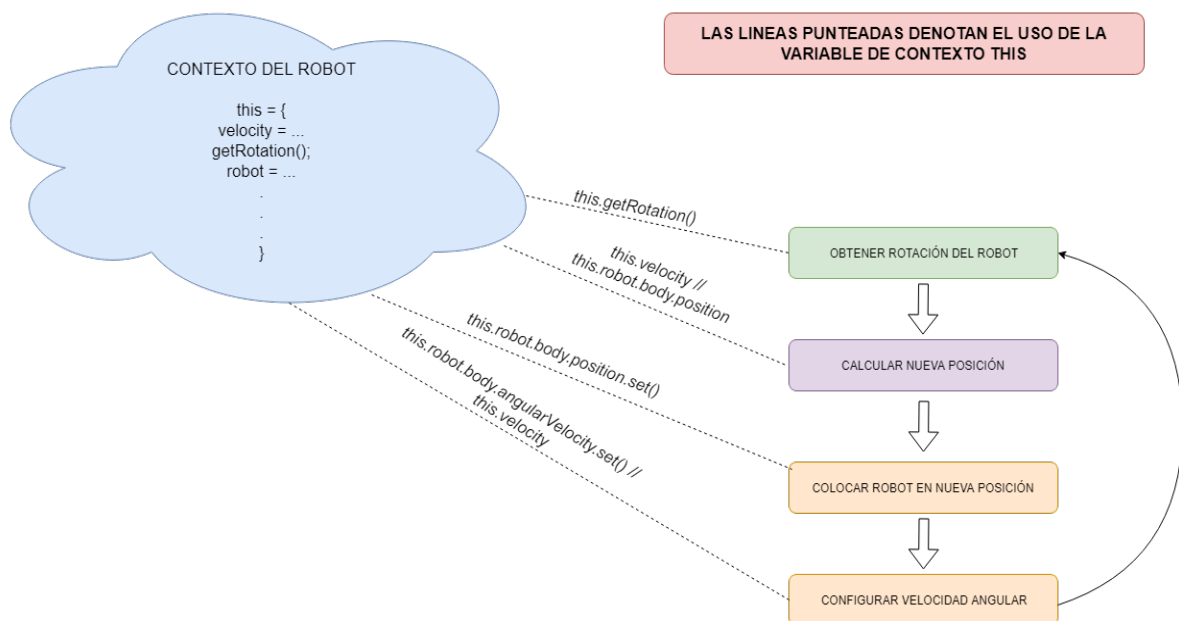 LAS LINEAS PUNTEADAS DENOTAN EL USO DE LA
VARIABLE DE CONTEXTO THIS
CONTEXTO DEL ROBOT
this = {
velocity = ...
getRotation();
robot = ...
.
.
.
}
this.getRotation()
this.velocity //
this.robot.body.position
this.robot.body.position.set()
this.robot.body.angularVelocity.set() //
this.velocity
OBTENER ROTACIÓN DEL ROBOT
CALCULAR NUEVA POSICIÓN
COLOCAR ROBOT EN NUEVA POSICIÓN
CONFIGURAR VELOCIDAD ANGULAR